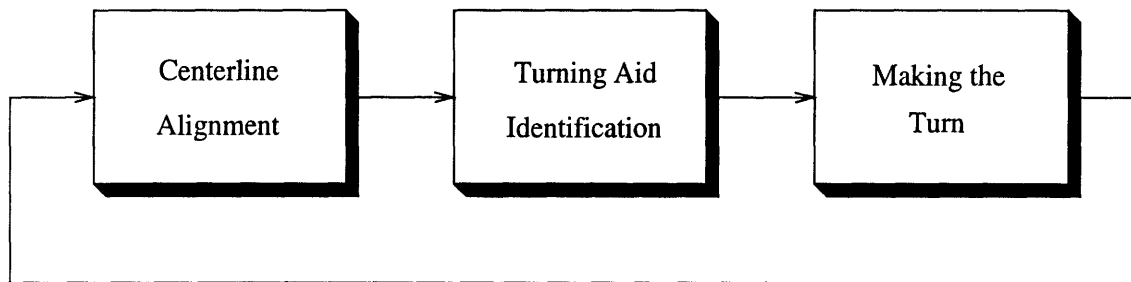 Centerline
Alignment
Turning Aid
Identification
Making the
Turn